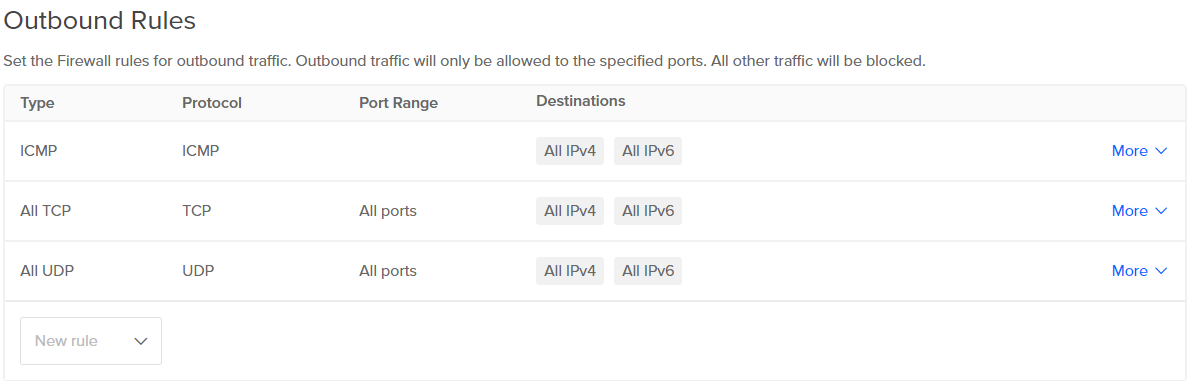 Outbound Rules
Set the Firewall rules for outbound traffic. Outbound traffic will only be allowed to the specified ports. All other traffic will be blocked.
Type Protocol Port Range Destinations
ICMP ICMP All IPv4 All IPv6 More
All TCP TCP All ports All IPv4 All IPv6 More
All UDP UDP All ports All IPv4 All IPv6 More
New rule